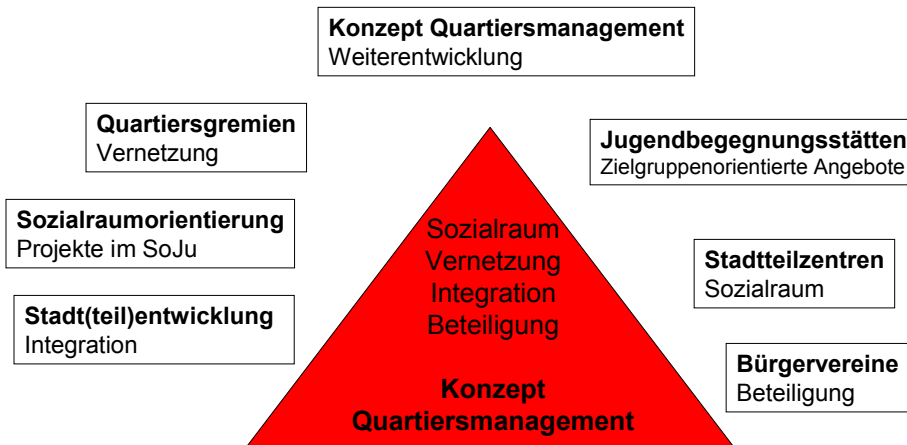 Konzept Quartiersmanagement
Weiterentwicklung
Quartiersgremien
Vernetzung
Jugendbegegnungsstätten
Zielgruppenorientierte Angebote
Sozialraumorientierung
Projekte im SoJu
Sozialraum
Vernetzung
Integration
Beteiligung
Stadtteilzentren
Sozialraum
Stadt(teil)entwicklung
Integration
Bürgervereine
Beteiligung
Konzept
Quartiersmanagement